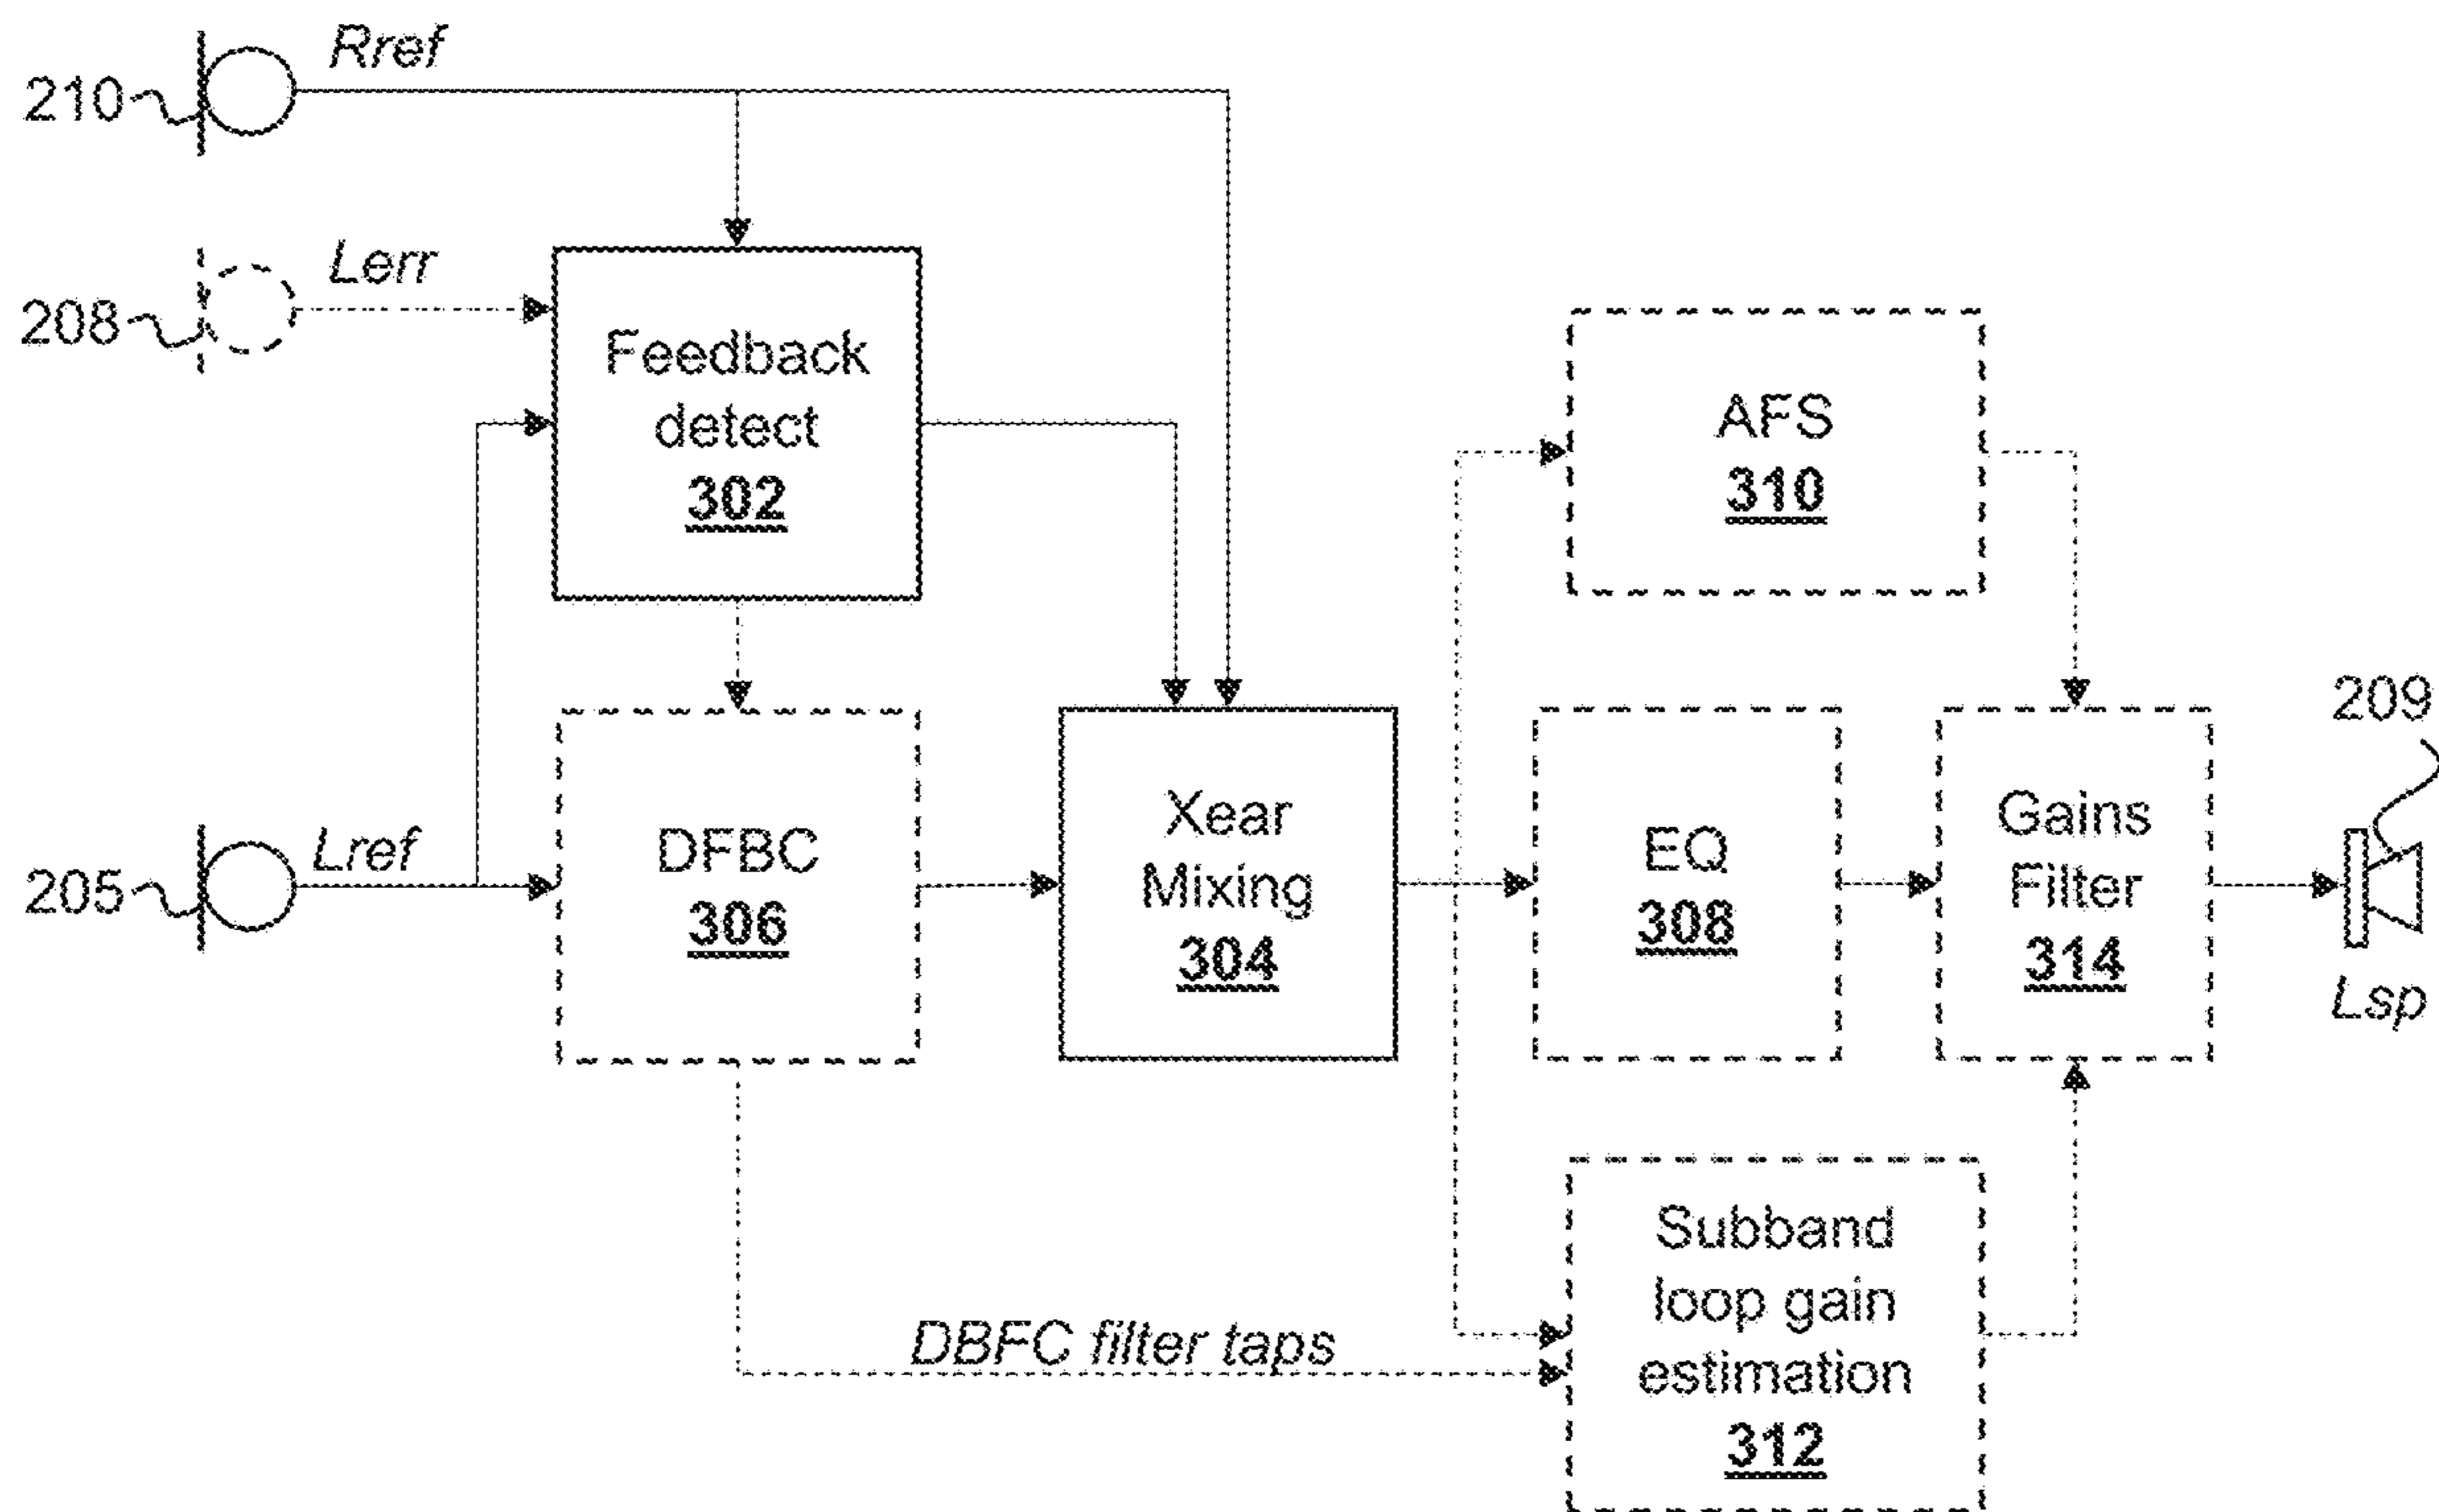 Rref
210
Lerr
208
Feedback
detect
302
AFS
310
209
Lref
205
DFBC
306
Xear
Mixing
304
EQ
308
Gains
Filter
314
Lsp
DBFC filter taps
Subband
loop gain
estimation
312